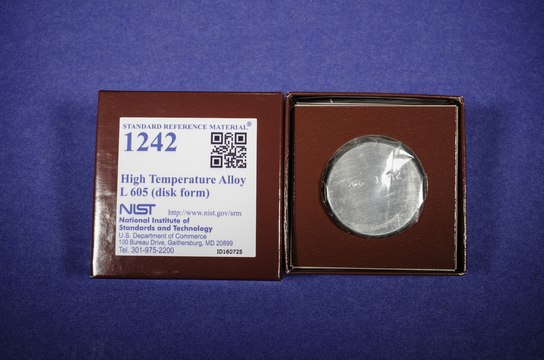 STANDARD REFERENCE MATERIAL®
1242
High Temperature Alloy
L 605 (disk form)
NIST http://www.nist.gov/srm
National Institute of
Standards and Technology
U.S. Department of Commerce
100 Bureau Drive, Gaithersburg, MD 20899
Tel. 301-975-2200 ID160725